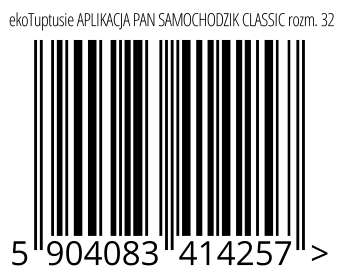 ekoTuptusie APLIKACJA PAN SAMOCHODZIK CLASSIC rozm. 32
5 904083 414257 >